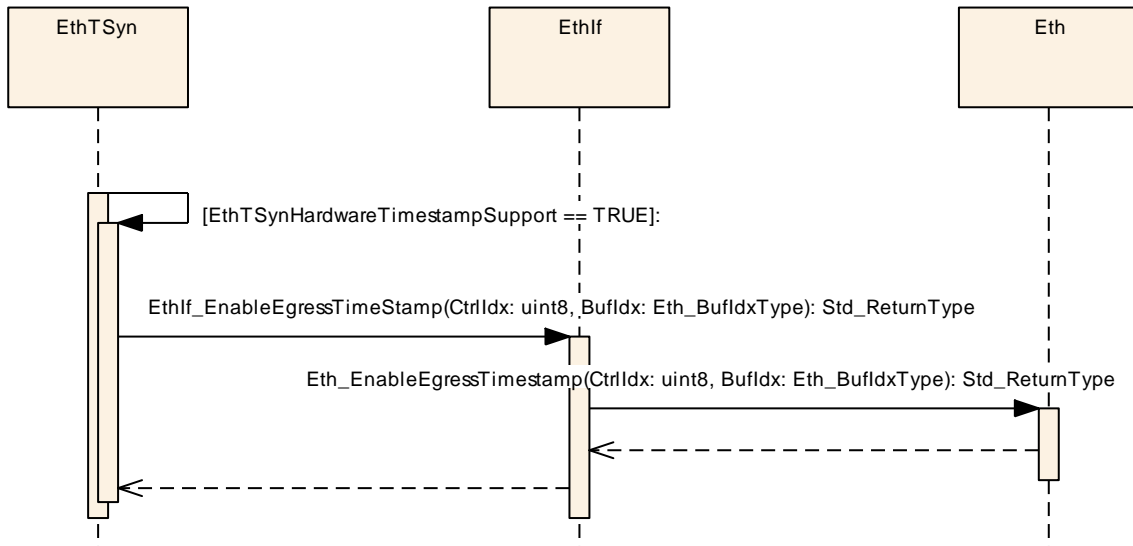 EthTSyn
EthIf
Eth
[EthTSynHardwareTimestampSupport == TRUE]:
EthIf_EnableEgressTimeStamp(CtrlIdx: uint8, BufIdx: Eth_BufIdxType): Std_ReturnType
Eth_EnableEgressTimestamp(CtrlIdx: uint8, BufIdx: Eth_BufIdxType): Std_ReturnType